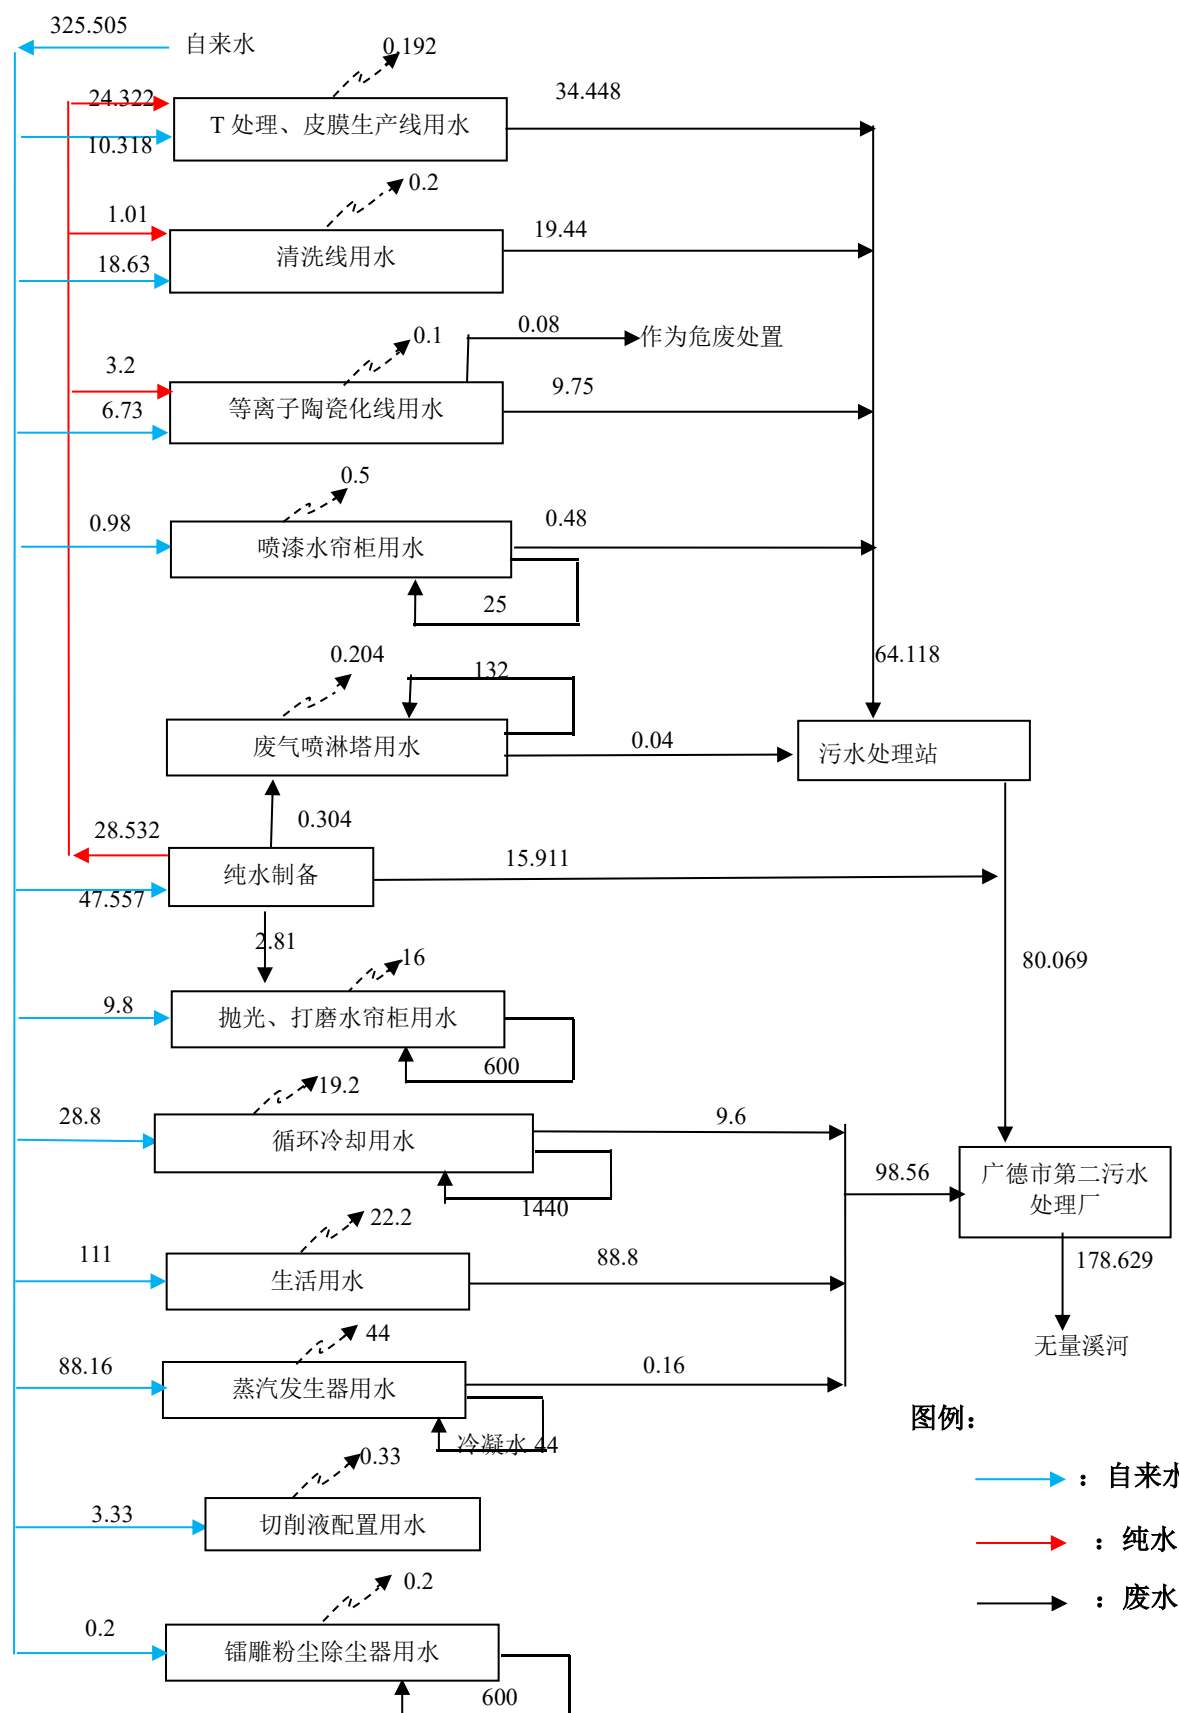 325.505
自来水
0.192
24.322
34.448
T 处理、皮膜生产线用水
10.318
0.2
1.01
19.44
清洗线用水
18.63
0.1
0.08
作为危废处置
3.2
9.75
等离子陶瓷化线用水
6.73
0.5
0.98
0.48
喷漆水帘柜用水
25
0.204
132
64.118
废气喷淋塔用水
0.04
污水处理站
0.304
28.532
15.911
纯水制备
47.557
2.81
16
80.069
9.8
抛光、打磨水帘柜用水
600
19.2
28.8
9.6
循环冷却用水
98.56
广德市第二污水
处理厂
1440
22.2
111
88.8
178.629
生活用水
44
无量溪河
88.16
0.16
蒸汽发生器用水
图例：
冷凝水 44
0.33
：自来水
3.33
切削液配置用水
：纯水
0.2
：废水
0.2
镭雕粉尘除尘器用水
600